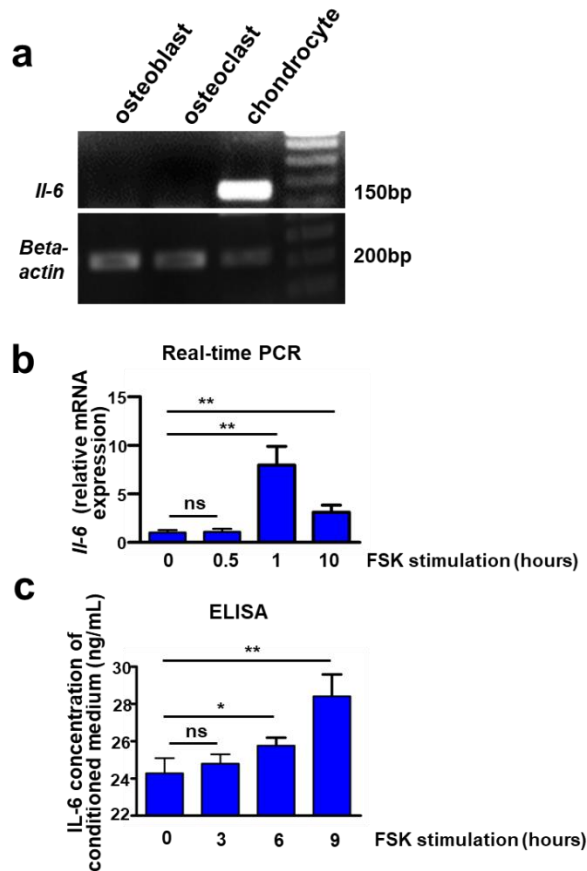 a
osteoblast
osteoclast
chondrocyte
Il-6
150bp
Beta-
actin
200bp
b
Real-time PCR
Il-6 (relative mRNA
expression)
15
10
5
0
**
**
ns
0 0.5 1 10 FSK stimulation (hours)
c
ELISA
IL-6 concentration of
conditioned medium (ng/mL)
30
28
26
24
22
**
*
ns
0 3 6 9 FSK stimulation (hours)